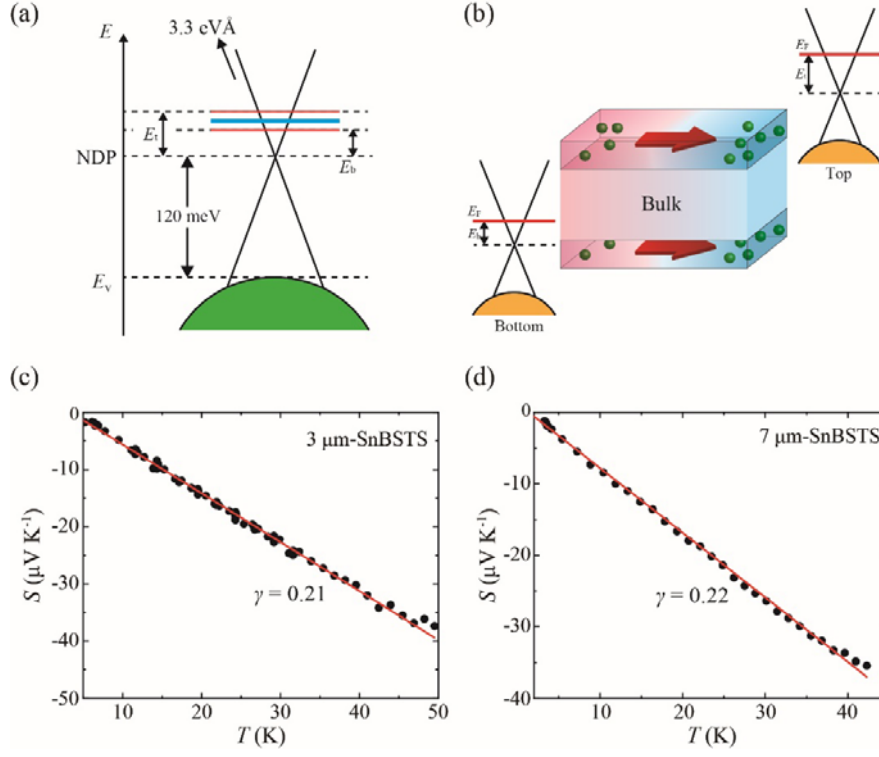 (a)
E
3.3 eVÅ
Et
NDP
Eb
120 meV
Ev
(b)
EF
Top
Bulk
EF
Eb
Bottom
(c)
3 μm-SnBSTS
γ = 0.21
S (μV K-1)
0
-10
-20
-30
-40
-50
10
20
30
40
50
T (K)
(d)
7 μm-SnBSTS
γ = 0.22
S (μV K-1)
0
-10
-20
-30
-40
10
20
30
40
T (K)